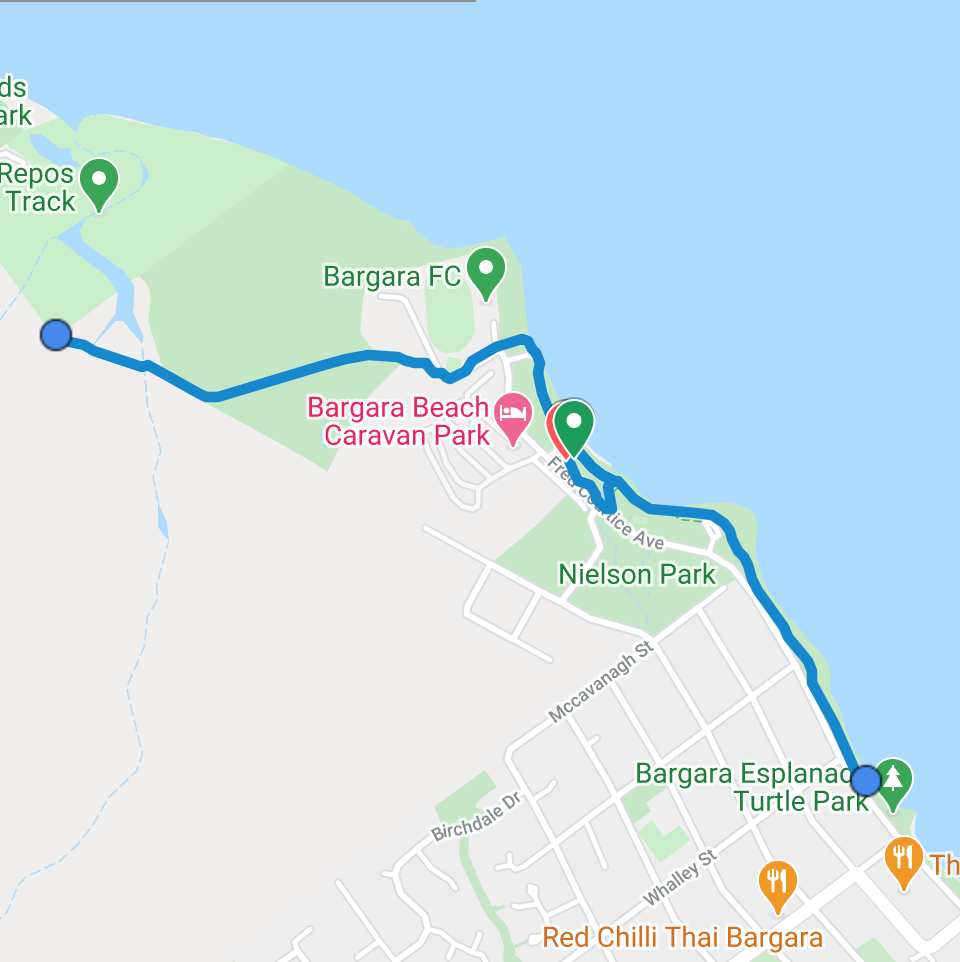 ds
ark
Repos
Track
Bargara FC
Bargara Beach
Caravan Park
Fred Courtice Ave
Nielson Park
Mccavanagh St
Bargara Esplanad
Turtle Park
Birchdale Dr
Whalley St
Th
Red Chilli Thai Bargara